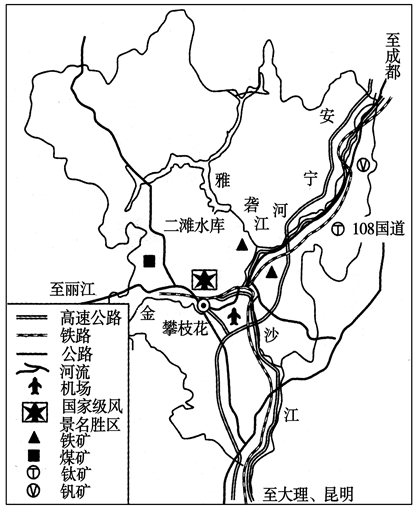 至成都
安
宁
河
Ⓥ
雅
砻
江
二滩水库
Ⓣ
108国道
至丽江
金
攀枝花
沙
江
高速公路
铁路
公路
河流
机场
国家级风
景名胜区
铁矿
煤矿
Ⓣ 钛矿
Ⓥ 钒矿
至大理、昆明